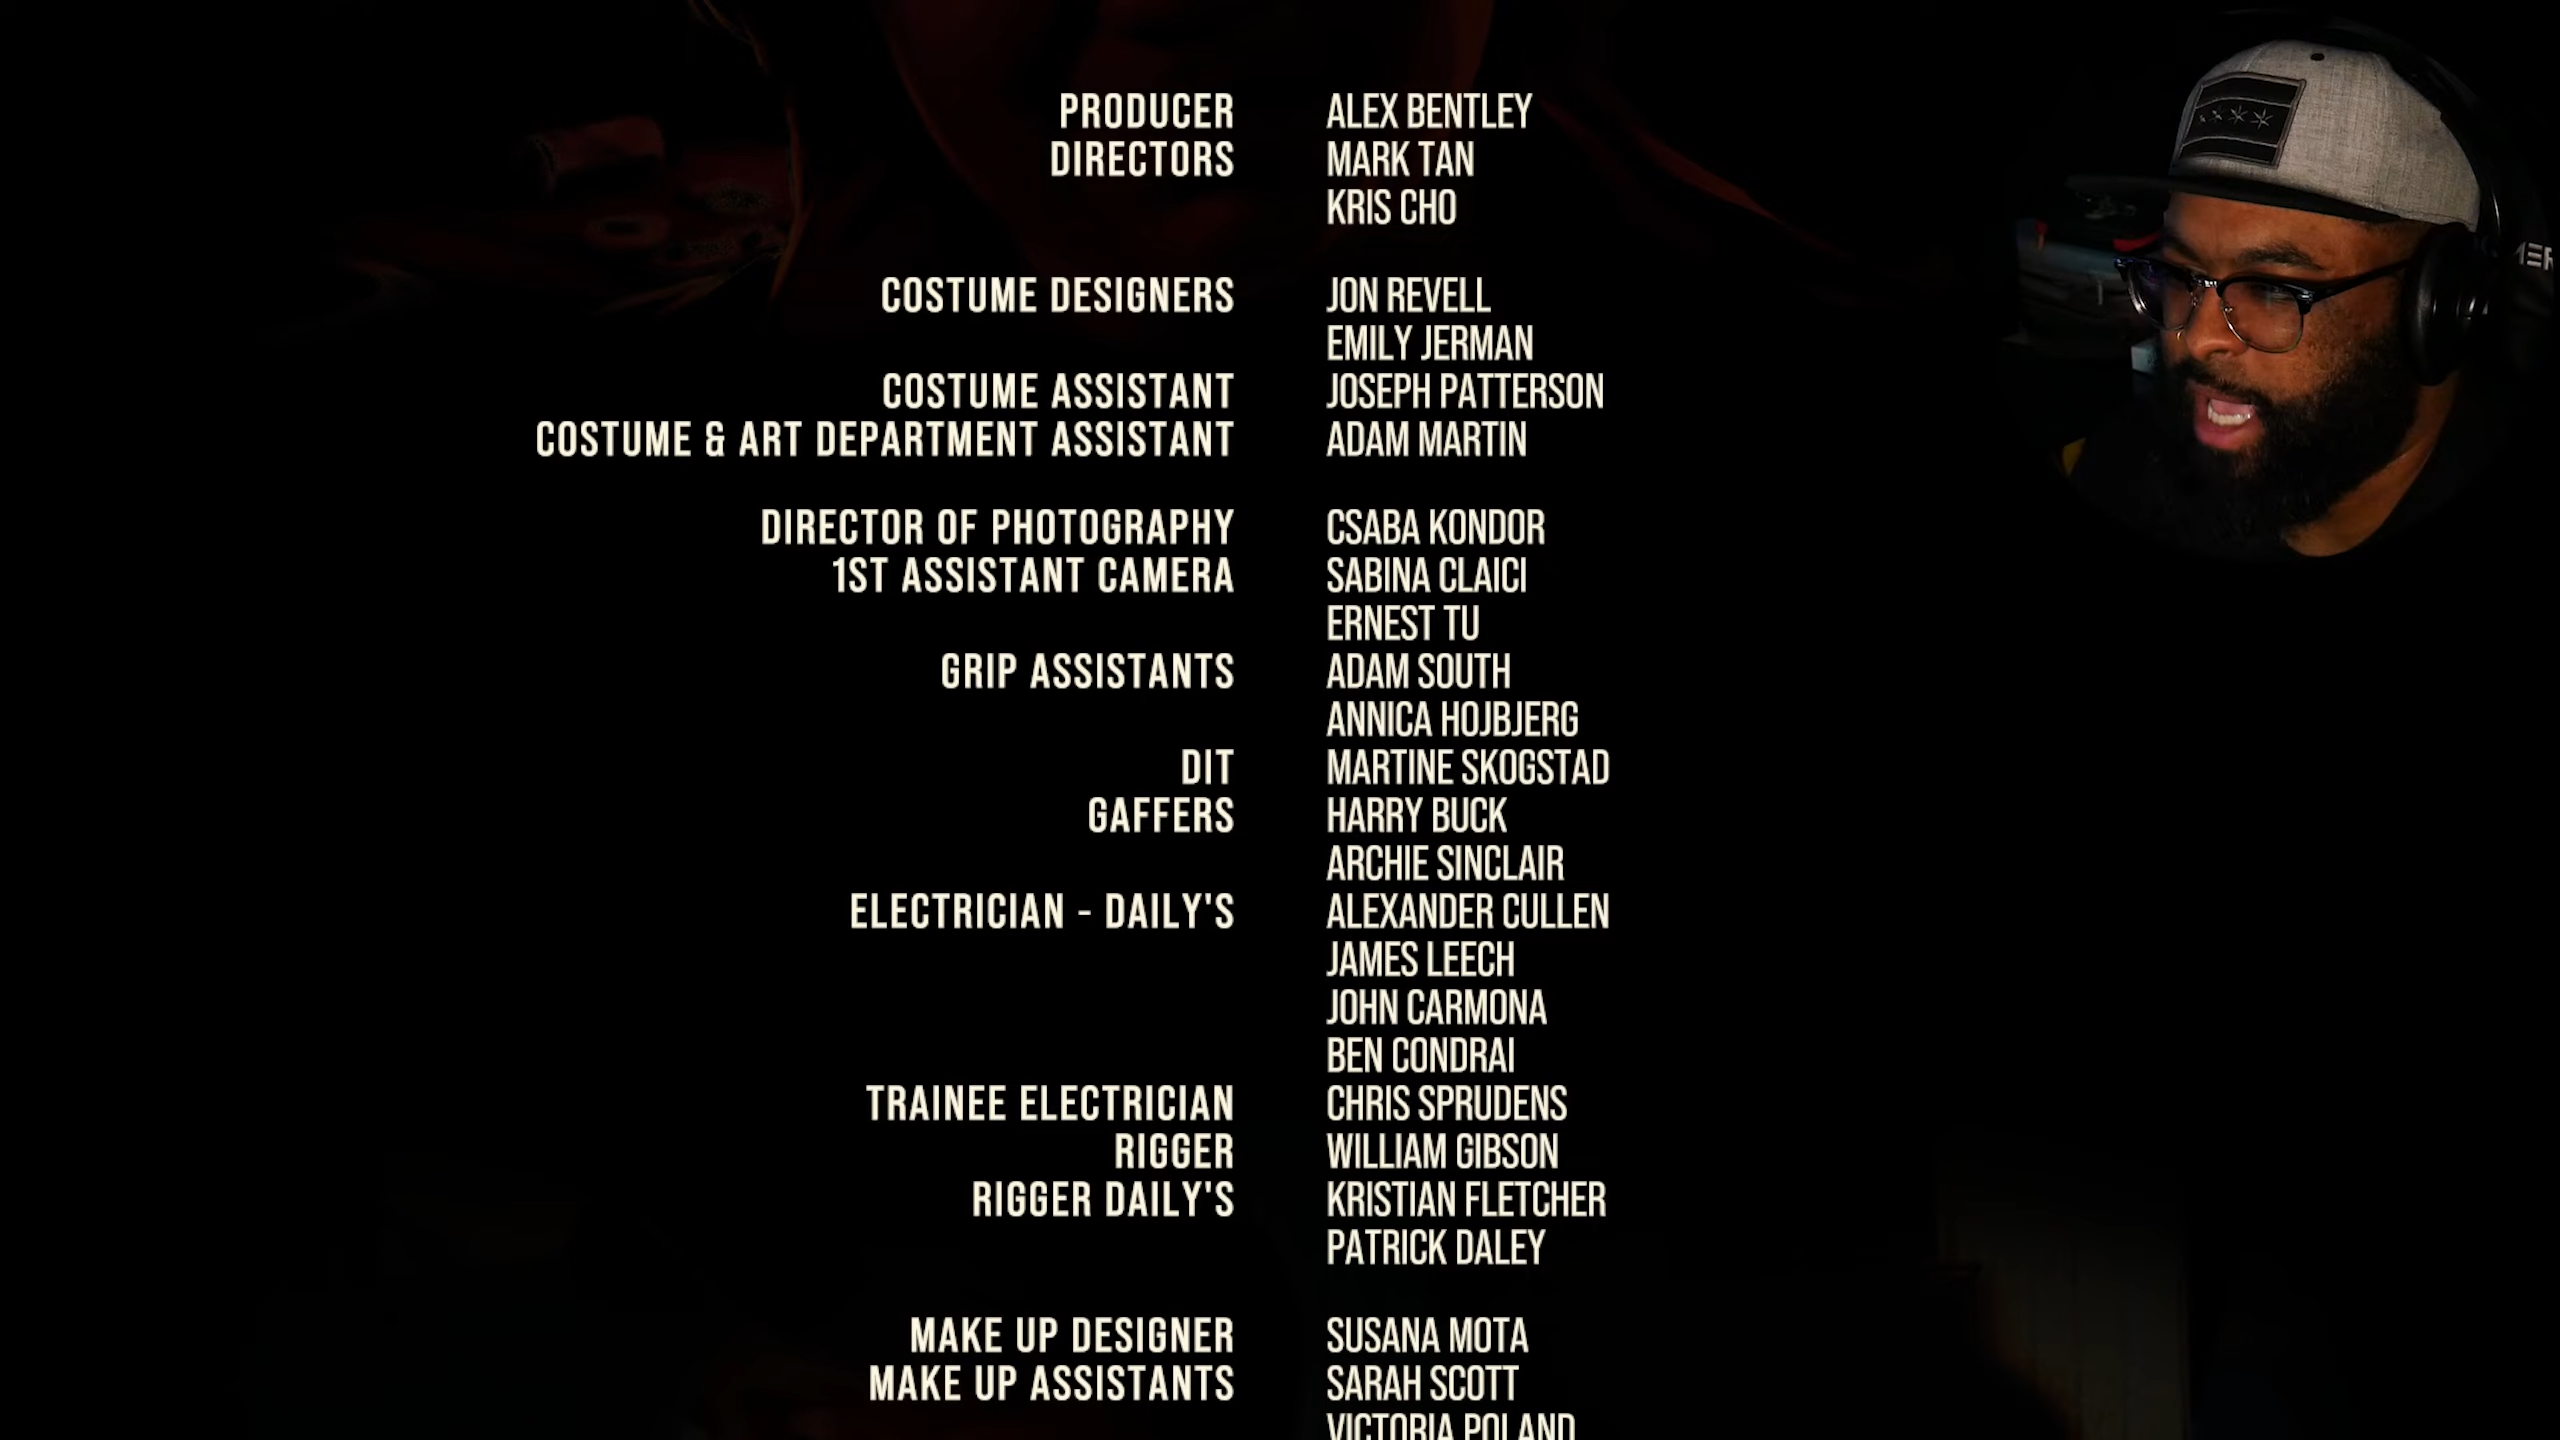 PRODUCER ALEX BENTLEY
DIRECTORS MARK TAN
KRIS CHO
COSTUME DESIGNERS JON REVELL
EMILY JERMAN
COSTUME ASSISTANT JOSEPH PATTERSON
COSTUME & ART DEPARTMENT ASSISTANT ADAM MARTIN
DIRECTOR OF PHOTOGRAPHY CSABA KONDOR
1ST ASSISTANT CAMERA SABINA CLAICI
ERNEST TU
GRIP ASSISTANTS ADAM SOUTH
ANNICA HOJBJERG
DIT MARTINE SKOGSTAD
GAFFERS HARRY BUCK
ARCHIE SINCLAIR
ELECTRICIAN - DAILY'S ALEXANDER CULLEN
JAMES LEECH
JOHN CARMONA
BEN CONDRAI
TRAINEE ELECTRICIAN CHRIS SPRUDENS
RIGGER WILLIAM GIBSON
RIGGER DAILY'S KRISTIAN FLETCHER
PATRICK DALEY
MAKE UP DESIGNER SUSANA MOTA
MAKE UP ASSISTANTS SARAH SCOTT
VICTORIA POLAND